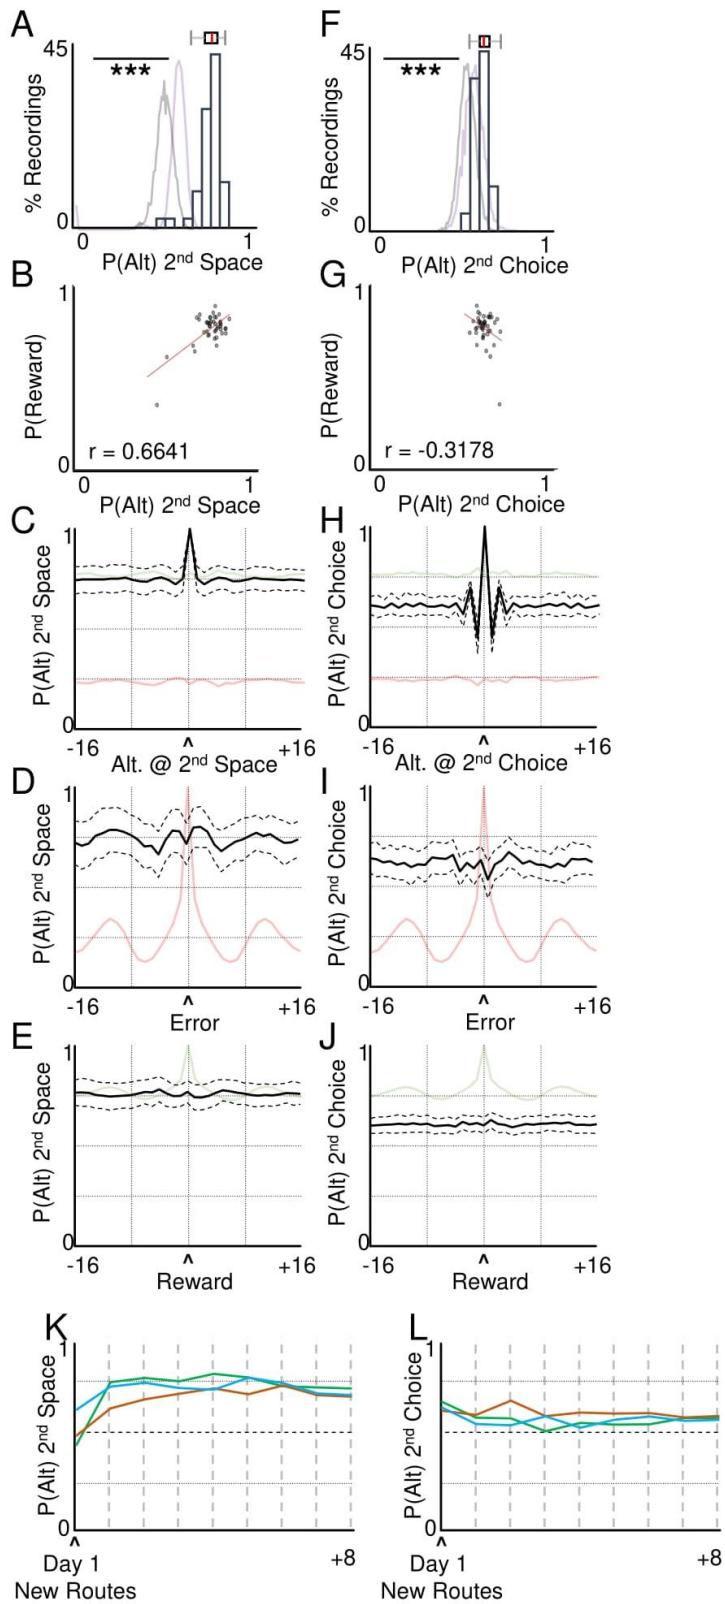 A
45
% Recordings
***
0
0
1
P(Alt) 2nd Space
F
45
% Recordings
***
0
0
1
P(Alt) 2nd Choice
B
1
P(Reward)
r = 0.6641
0
0
1
P(Alt) 2nd Space
G
1
P(Reward)
r = -0.3178
0
0
1
P(Alt) 2nd Choice
C
1
P(Alt) 2nd Space
0
-16
^
+16
Alt. @ 2nd Space
H
1
P(Alt) 2nd Choice
0
-16
^
+16
Alt. @ 2nd Choice
D
1
P(Alt) 2nd Space
0
-16
^
+16
Error
I
1
P(Alt) 2nd Choice
0
-16
^
+16
Error
E
1
P(Alt) 2nd Space
0
-16
^
+16
Reward
J
1
P(Alt) 2nd Choice
0
-16
^
+16
Reward
K
1
P(Alt) 2nd Space
0
^
Day 1
+8
New Routes
L
1
P(Alt) 2nd Choice
0
^
Day 1
+8
New Routes